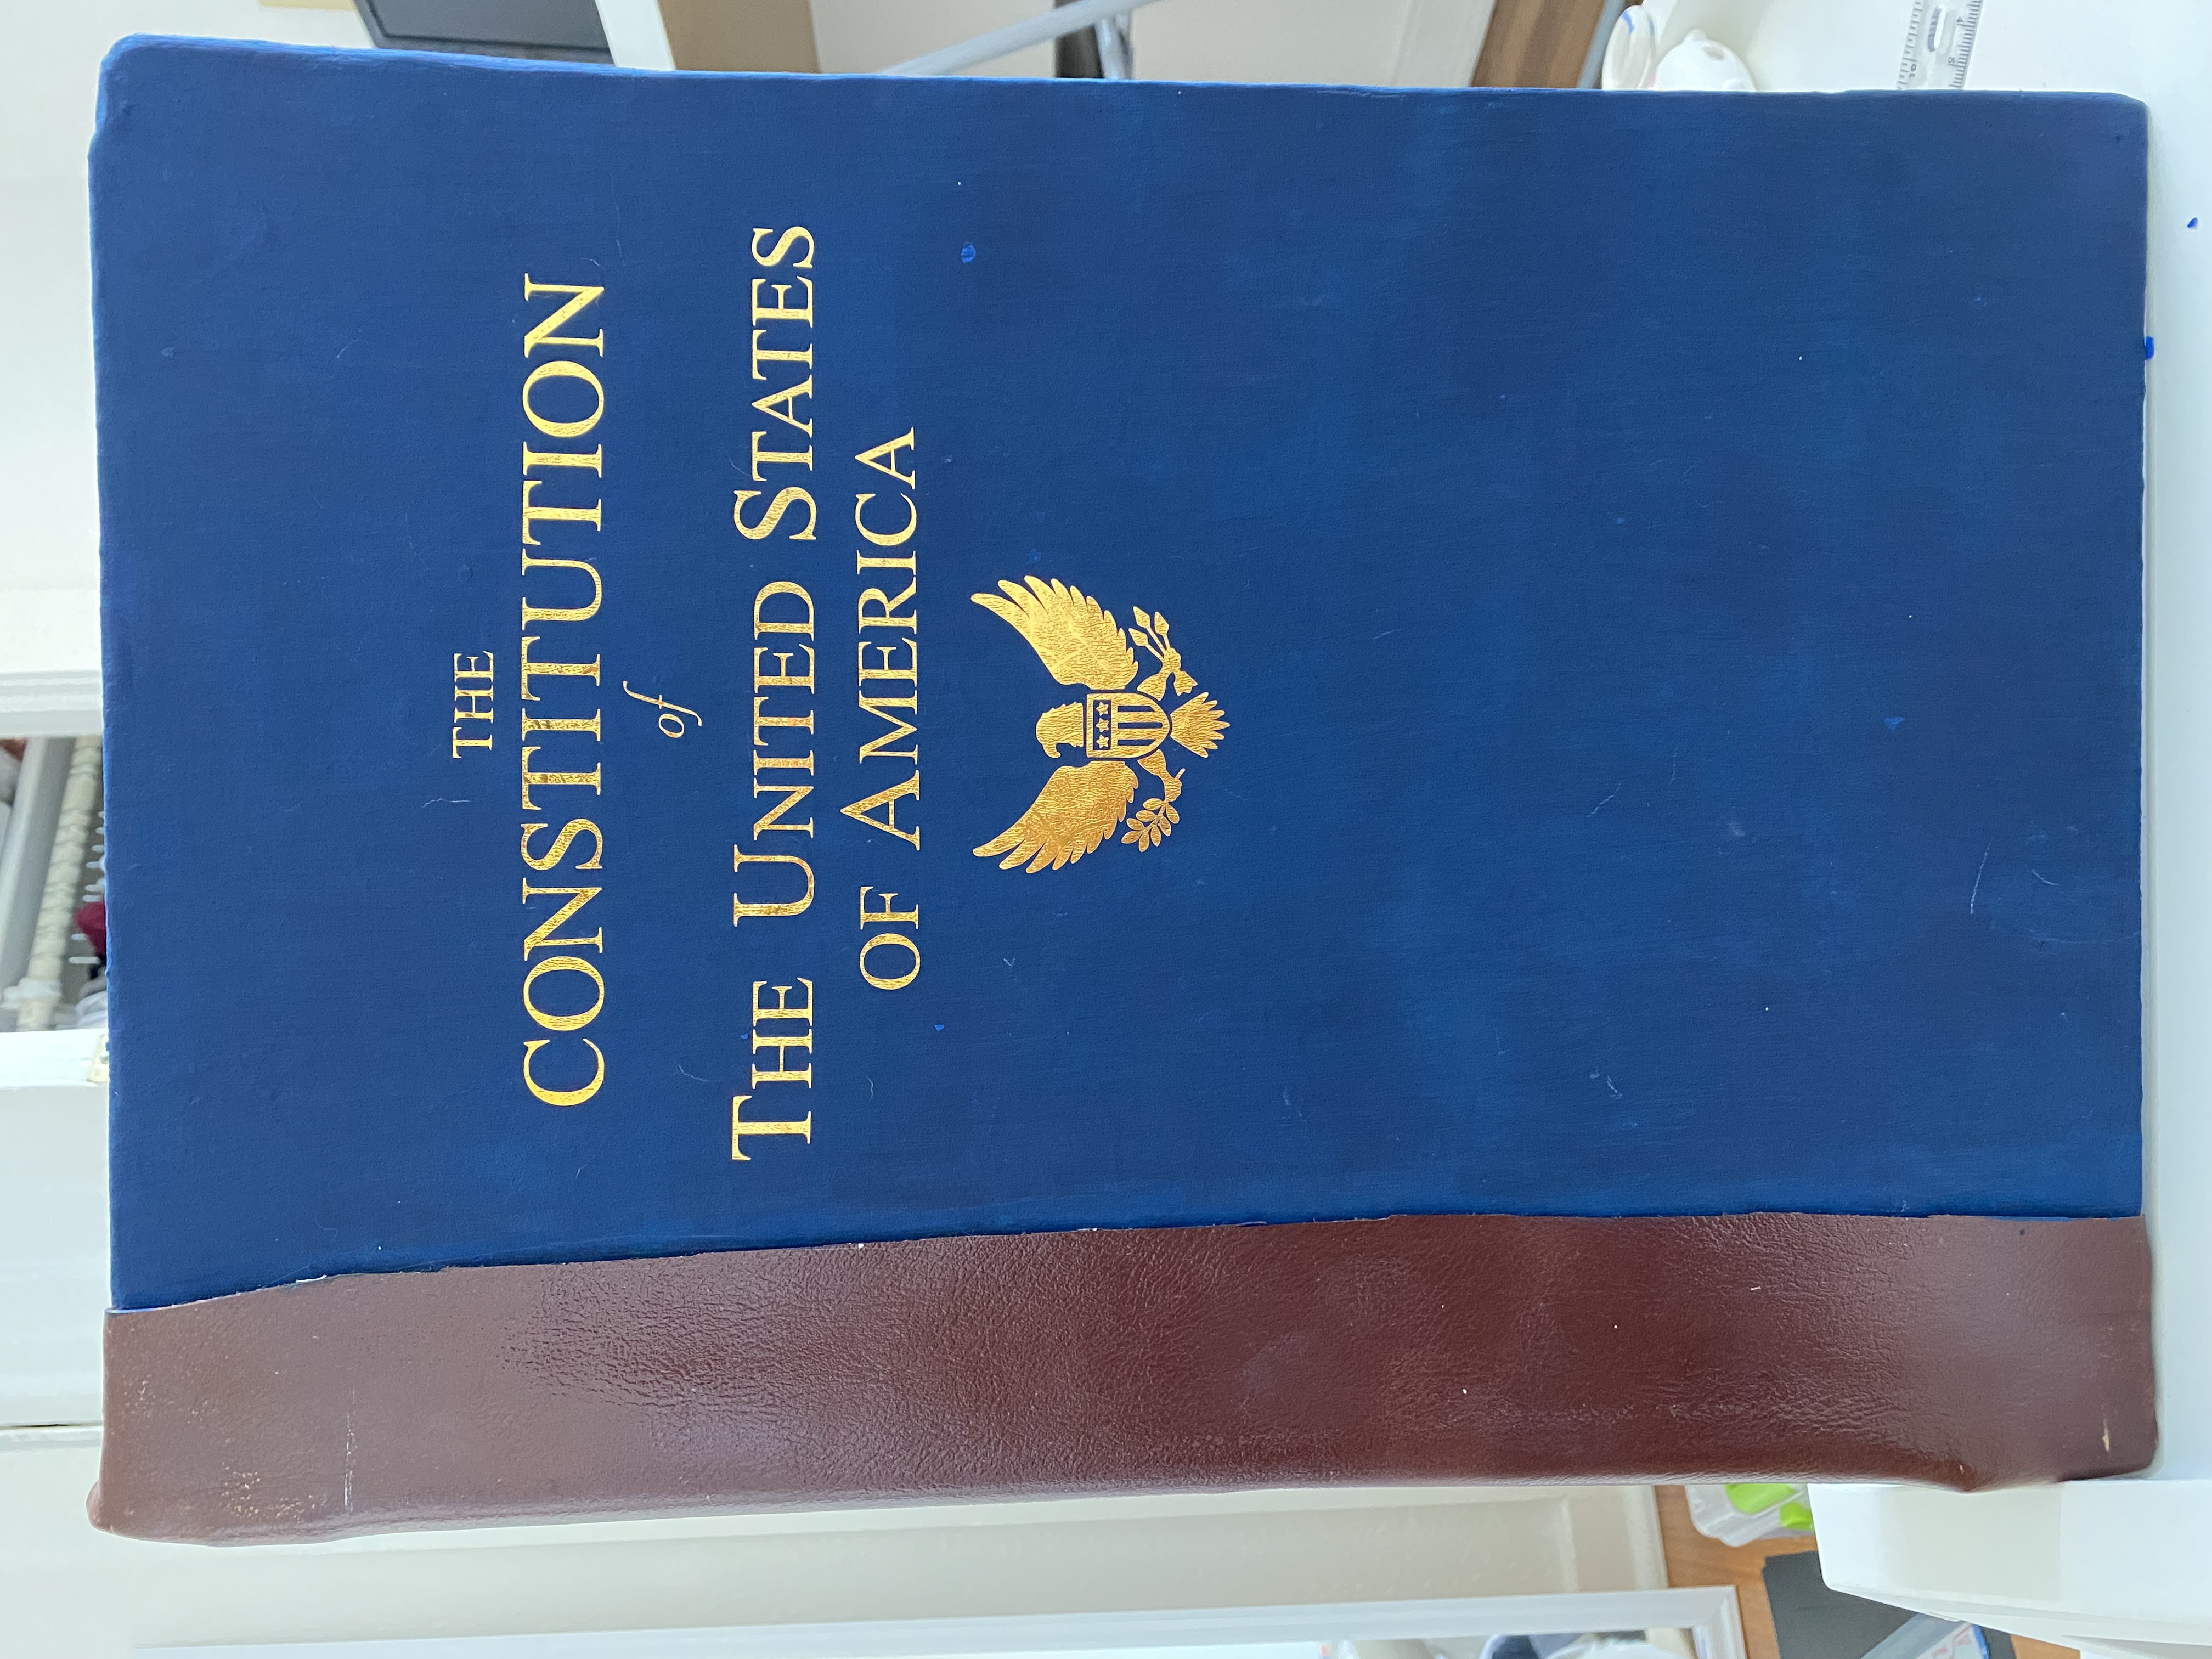 THE
CONSTITUTION
of
THE UNITED STATES
OF AMERICA